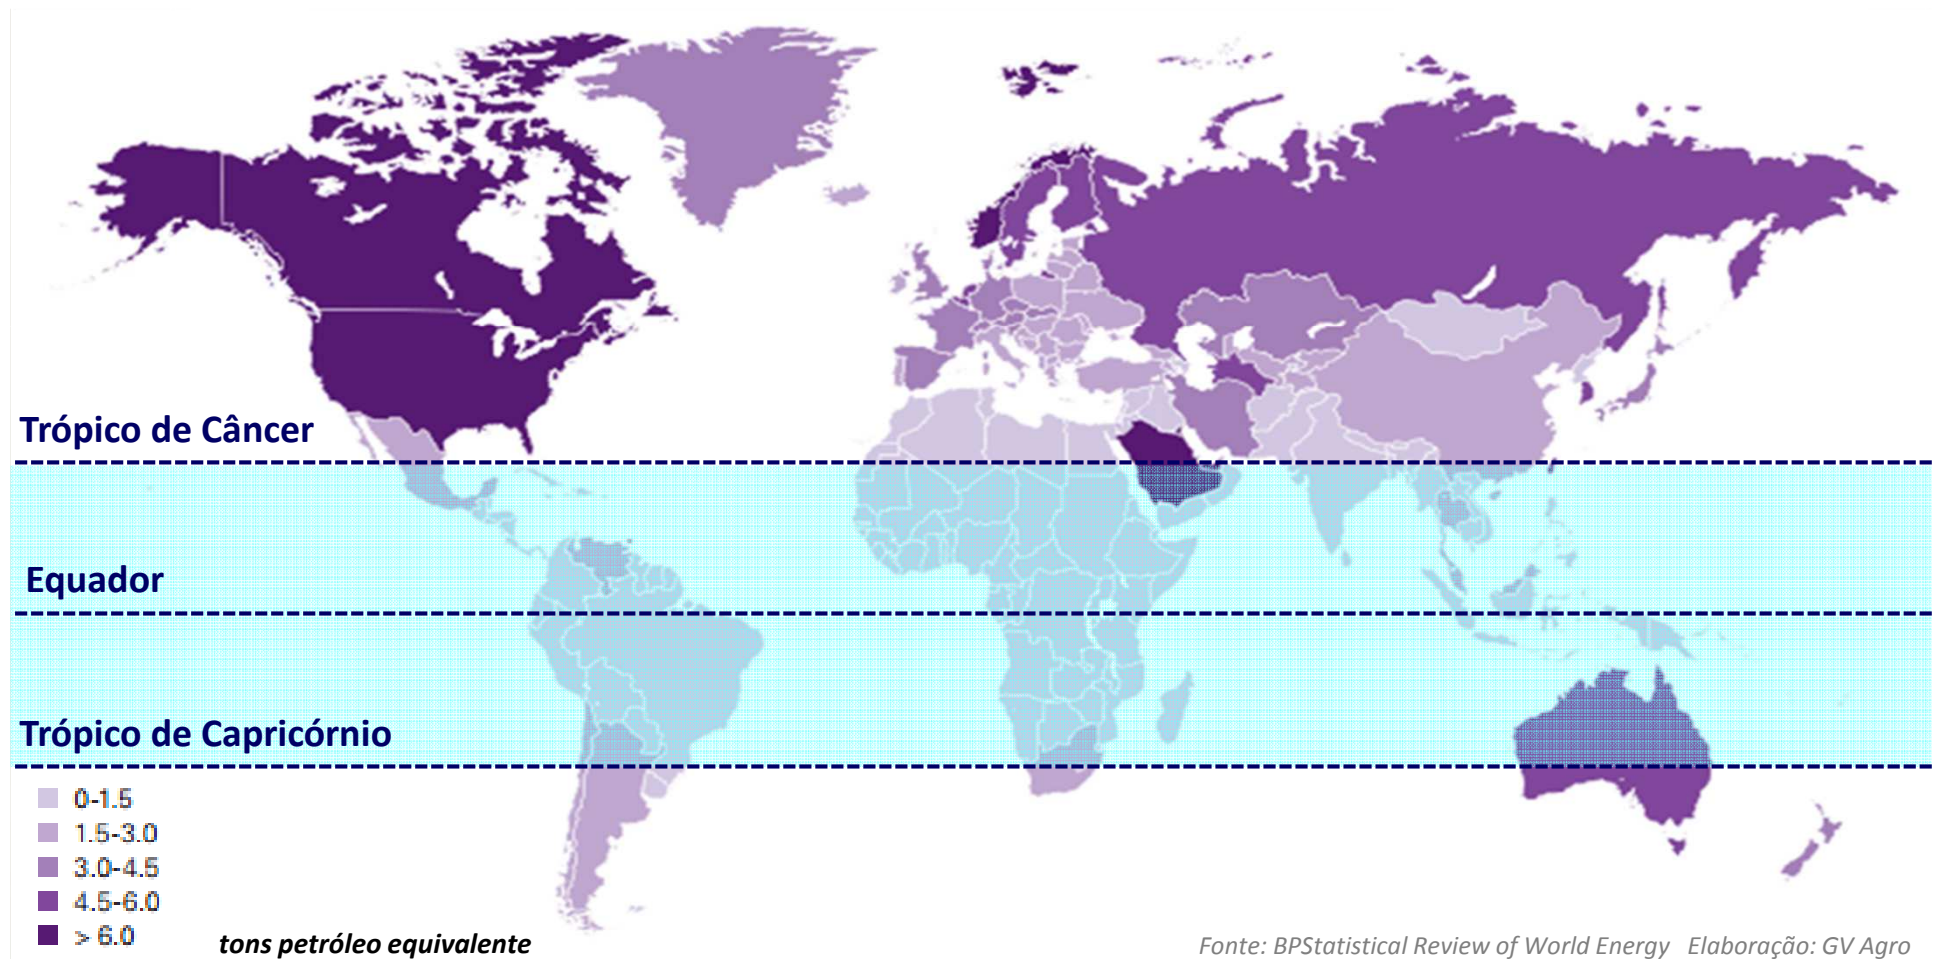 Trópico de Câncer
Equador
Trópico de Capricórnio
0-1.5
1.5-3.0
3.0-4.5
4.5-6.0
> 6.0
tons petróleo equivalente
Fonte: BPStatistical Review of World Energy Elaboração: GV Agro